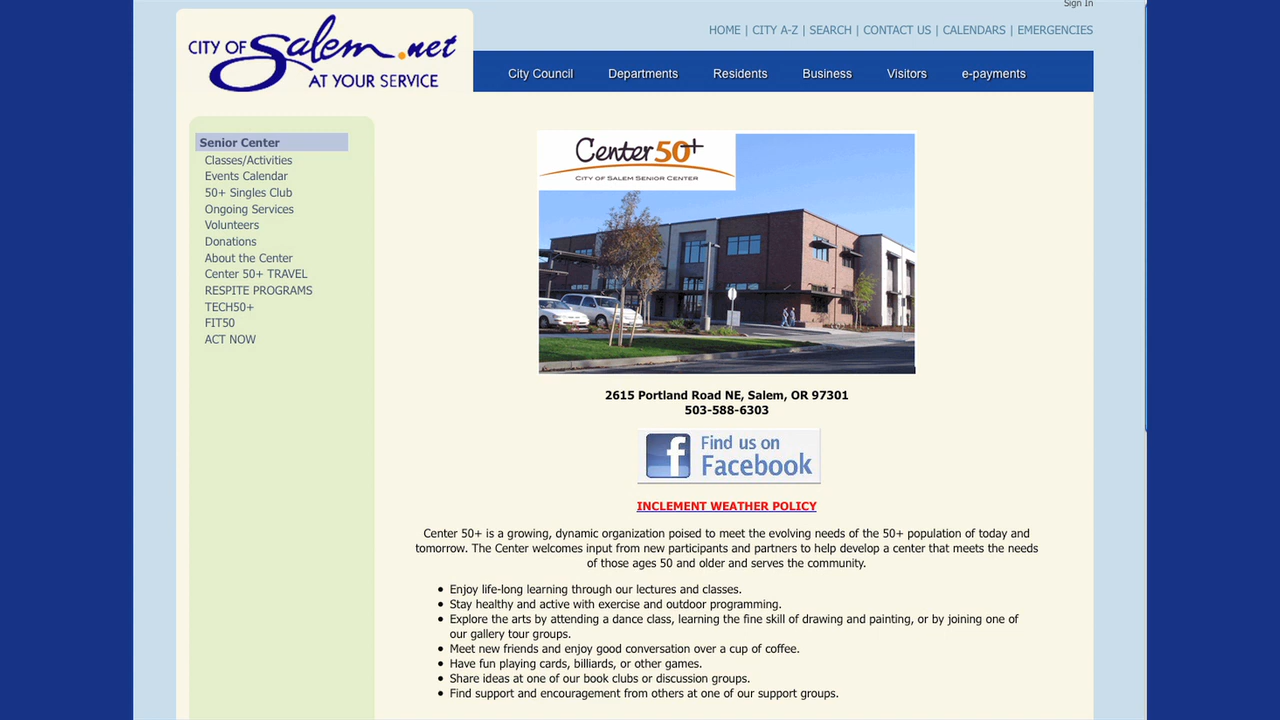 Sign In
HOME | CITY A-Z | SEARCH | CONTACT US | CALENDARS | EMERGENCIES
CITY OF Salem.net
AT YOUR SERVICE
City Council Departments Residents Business Visitors e-payments
Senior Center
Classes/Activities
Events Calendar
50+ Singles Club
Ongoing Services
Volunteers
Donations
About the Center
Center 50+ TRAVEL
RESPITE PROGRAMS
TECH50+
FIT50
ACT NOW
Center 50+
CITY OF SALEM SENIOR CENTER
2615 Portland Road NE, Salem, OR 97301
503-588-6303
f Find us on
Facebook
INCLEMENT WEATHER POLICY
Center 50+ is a growing, dynamic organization poised to meet the evolving needs of the 50+ population of today and
tomorrow. The Center welcomes input from new participants and partners to help develop a center that meets the needs
of those ages 50 and older and serves the community.
• Enjoy life-long learning through our lectures and classes.
• Stay healthy and active with exercise and outdoor programming.
• Explore the arts by attending a dance class, learning the fine skill of drawing and painting, or by joining one of
our gallery tour groups.
• Meet new friends and enjoy good conversation over a cup of coffee.
• Have fun playing cards, billiards, or other games.
• Share ideas at one of our book clubs or discussion groups.
• Find support and encouragement from others at one of our support groups.